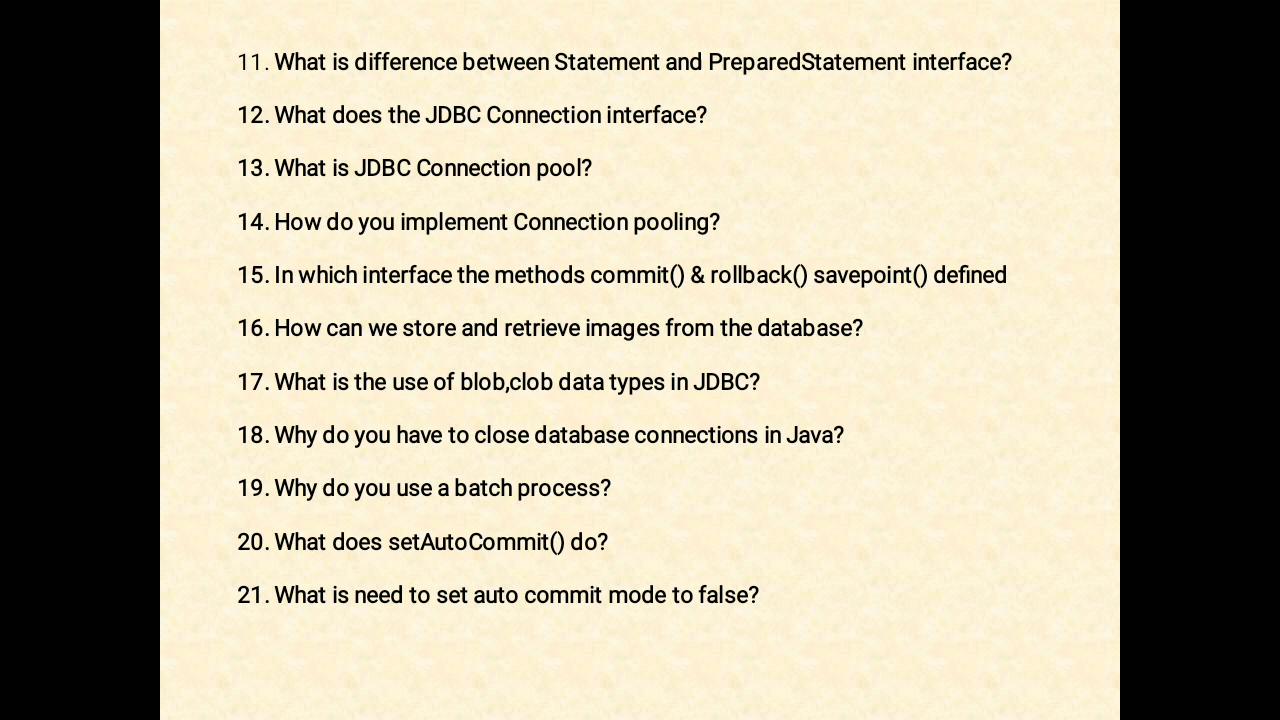 11. What is difference between Statement and PreparedStatement interface?
12. What does the JDBC Connection interface?
13. What is JDBC Connection pool?
14. How do you implement Connection pooling?
15. In which interface the methods commit() & rollback() savepoint() defined
16. How can we store and retrieve images from the database?
17. What is the use of blob,clob data types in JDBC?
18. Why do you have to close database connections in Java?
19. Why do you use a batch process?
20. What does setAutoCommit() do?
21. What is need to set auto commit mode to false?